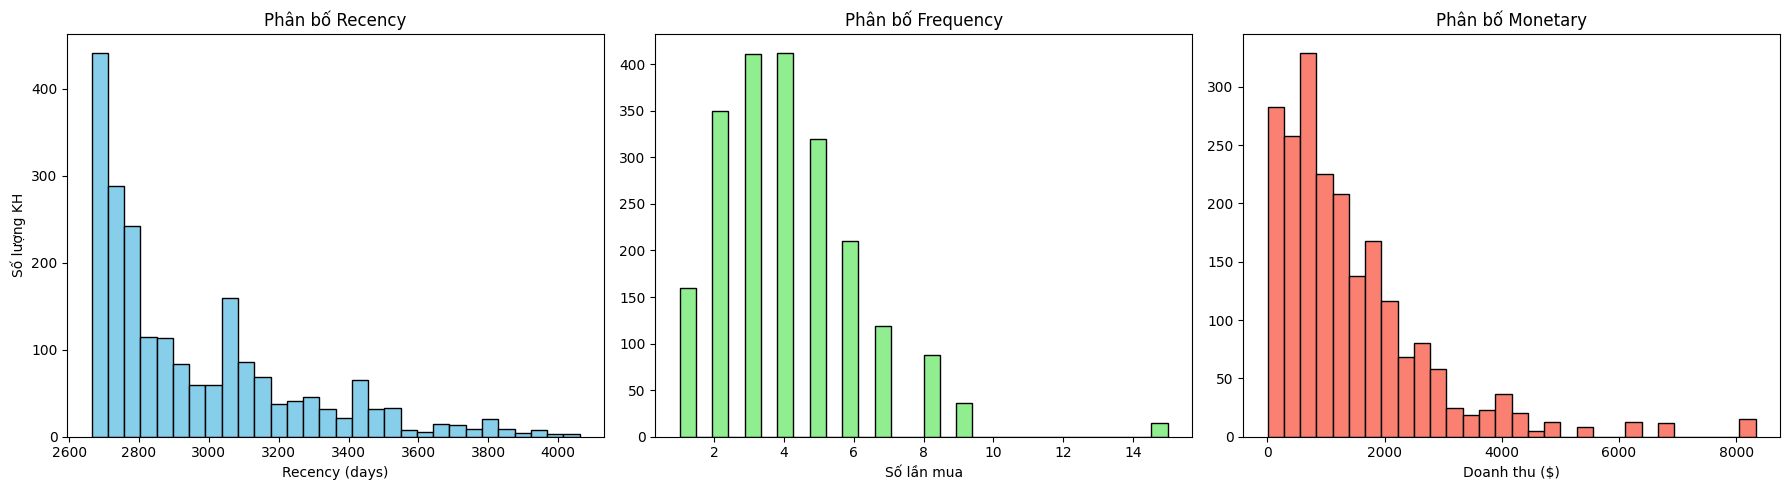 Phân bố Recency
Số lượng KH
400
300
200
100
0
2600 2800 3000 3200 3400 3600 3800 4000
Recency (days)
Phân bố Frequency
400
350
300
250
200
150
100
50
0
2 4 6 8 10 12 14
Số lần mua
Phân bố Monetary
300
250
200
150
100
50
0
0 2000 4000 6000 8000
Doanh thu ($)